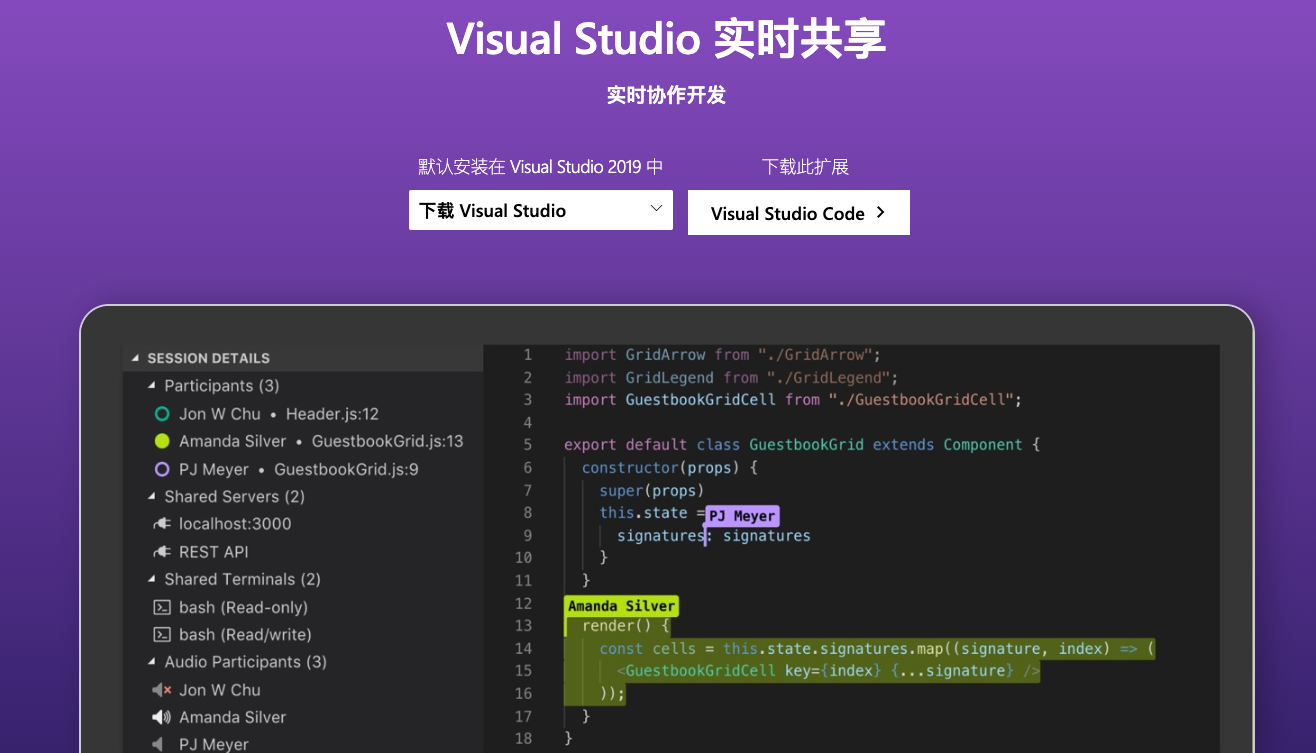 Visual Studio 实时共享
实时协作开发
默认安装在 Visual Studio 2019 中
下载 Visual Studio
下载此扩展
Visual Studio Code
SESSION DETAILS
Participants (3)
Jon W Chu • Header.js:12
Amanda Silver • GuestbookGrid.js:13
PJ Meyer • GuestbookGrid.js:9
Shared Servers (2)
localhost:3000
REST API
Shared Terminals (2)
bash (Read-only)
bash (Read/write)
Audio Participants (3)
Jon W Chu
Amanda Silver
PJ Meyer
1 import GridArrow from "./GridArrow";
2 import GridLegend from "./GridLegend";
3 import GuestbookGridCell from "./GuestbookGridCell";
4
5 export default class GuestbookGrid extends Component {
6 constructor(props) {
7 super(props)
8 this.state = PJ Meyer
9 signatures: signatures
10 }
11 }
12 Amanda Silver
13 render() {
14 const cells = this.state.signatures.map((signature, index) => (
15 <GuestbookGridCell key={index} {...signature} />
16 ));
17 }
18 }